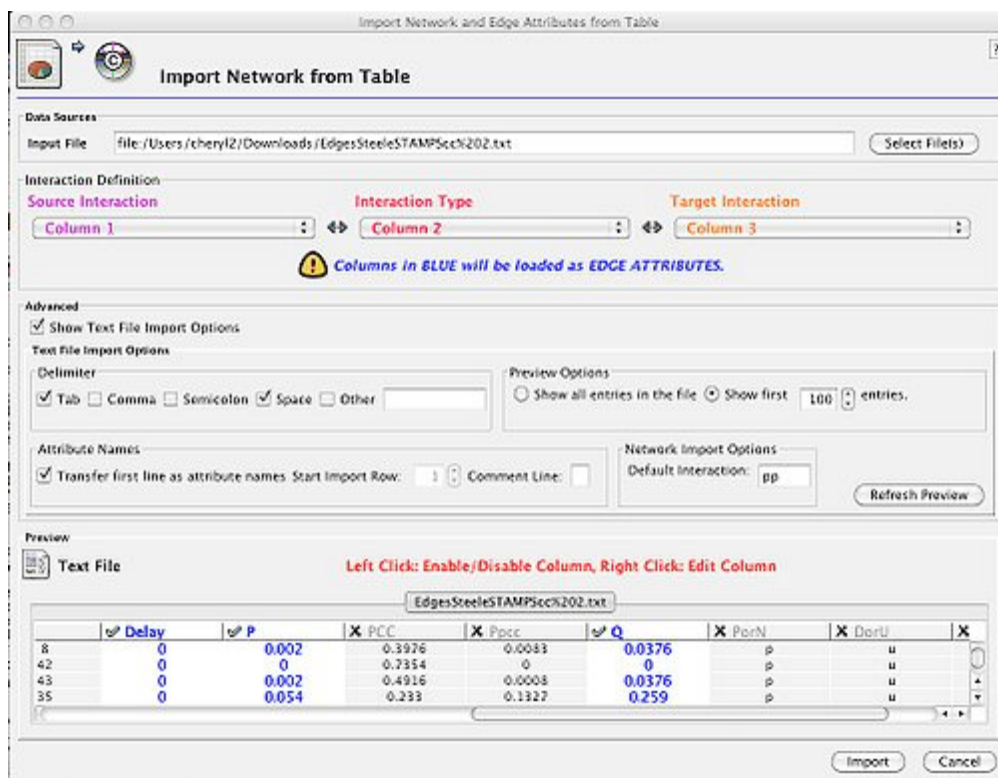 Import Network and Edge Attributes from Table
?
Import Network from Table
Data Sources
Input File file:/Users/cheryl2/Downloads/EdgesSteeleSTAMPScc%202.txt Select File(s)
Interaction Definition
Source Interaction Interaction Type Target Interaction
Column 1 Column 2 Column 3
Columns in BLUE will be loaded as EDGE ATTRIBUTES.
Advanced
Show Text File Import Options
Text File Import Options
Delimiter Preview Options
Tab Comma Semicolon Space Other Show all entries in the file Show first 100 entries.
Attribute Names Network Import Options
Transfer first line as attribute names Start Import Row: 1 Comment Line: Default Interaction: pp
Refresh Preview
Preview
Text File Left Click: Enable/Disable Column, Right Click: Edit Column
EdgesSteeleSTAMPScc%202.txt
Delay P PCC Ppcc Q PorN DorU
8 0 0.002 0.3976 0.0083 0.0376 p u
42 0 0 0.7354 0 0 p u
43 0 0.002 0.4916 0.0008 0.0376 p u
35 0 0.054 0.233 0.1327 0.259 p u
Import Cancel